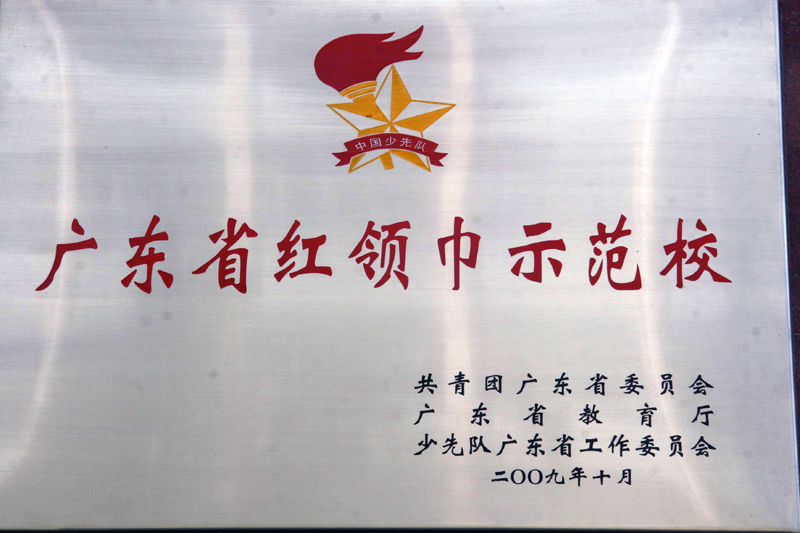 中国少先队
广东省红领巾示范校
共青团广东省委员会
广东省教育厅
少先队广东省工作委员会
二〇〇九年十月